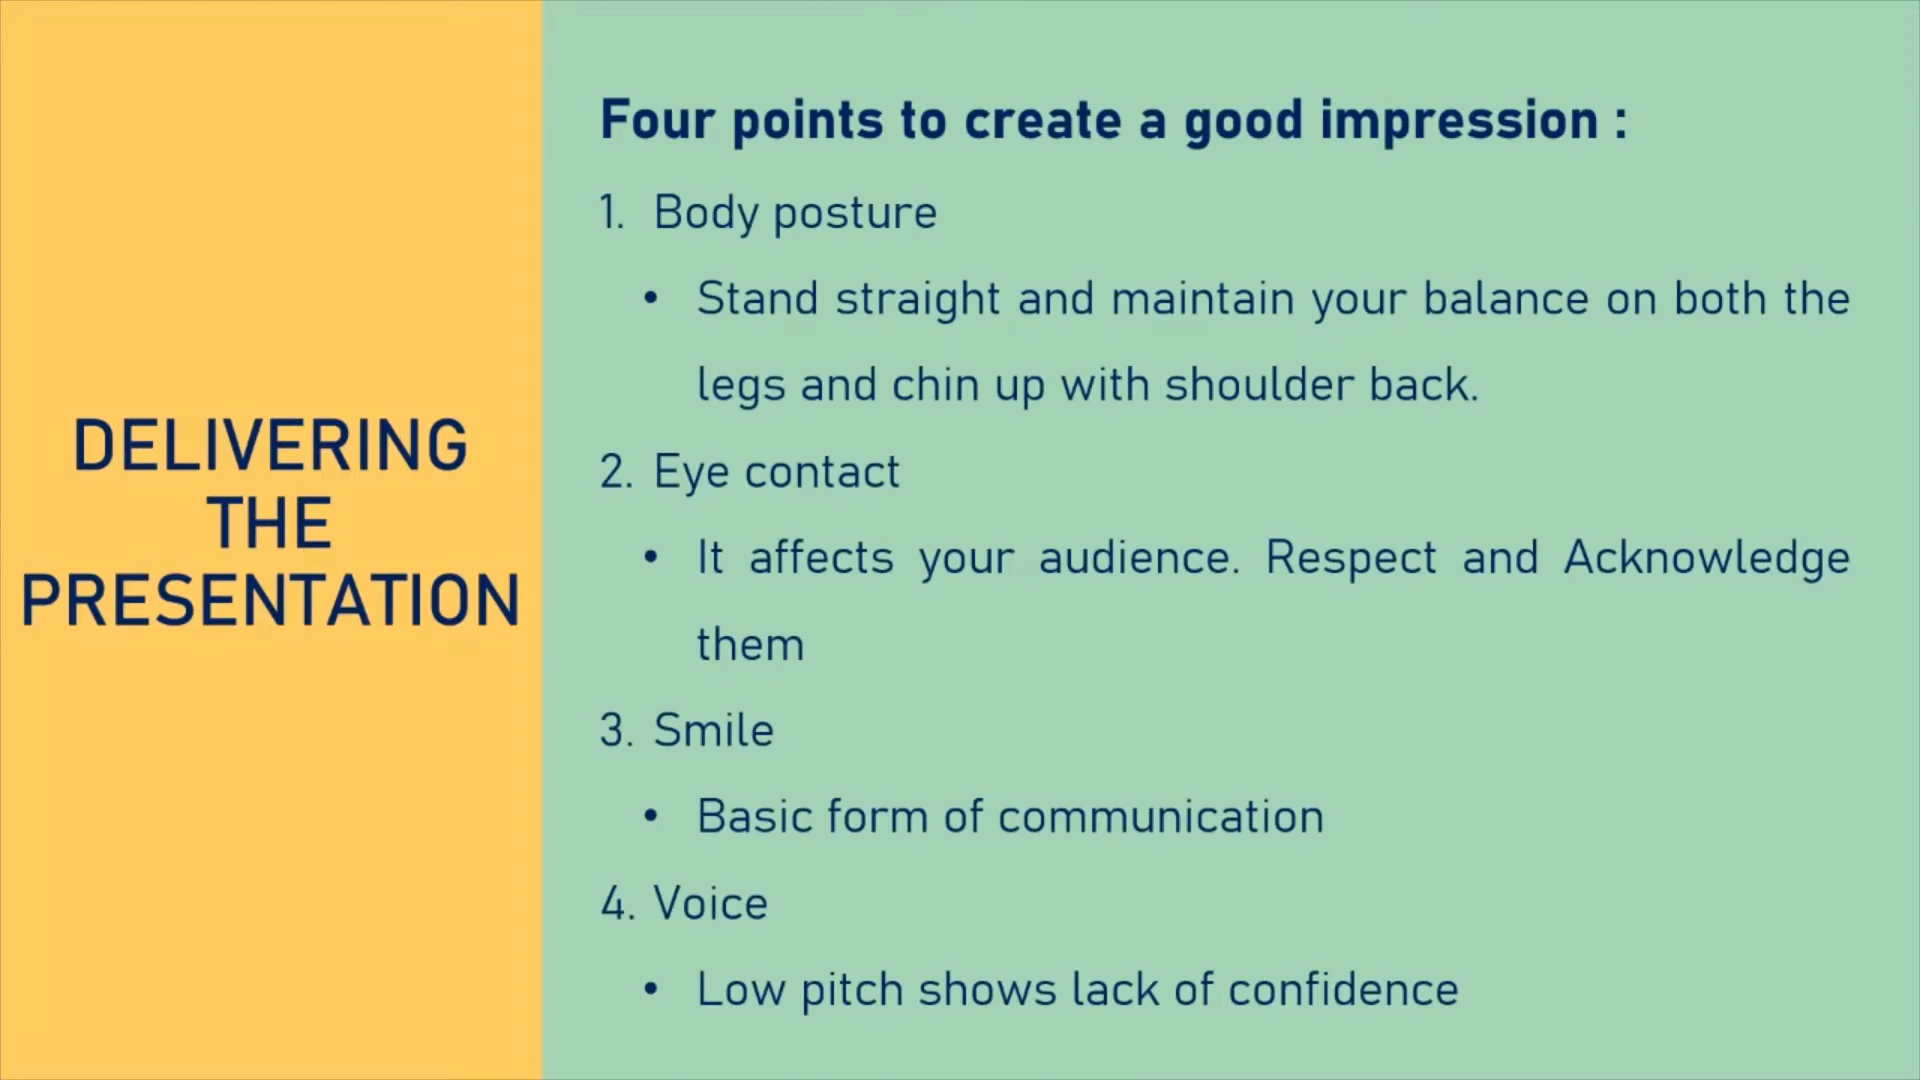 DELIVERING
THE
PRESENTATION
Four points to create a good impression :
1. Body posture
• Stand straight and maintain your balance on both the
legs and chin up with shoulder back.
2. Eye contact
• It affects your audience. Respect and Acknowledge
them
3. Smile
• Basic form of communication
4. Voice
• Low pitch shows lack of confidence